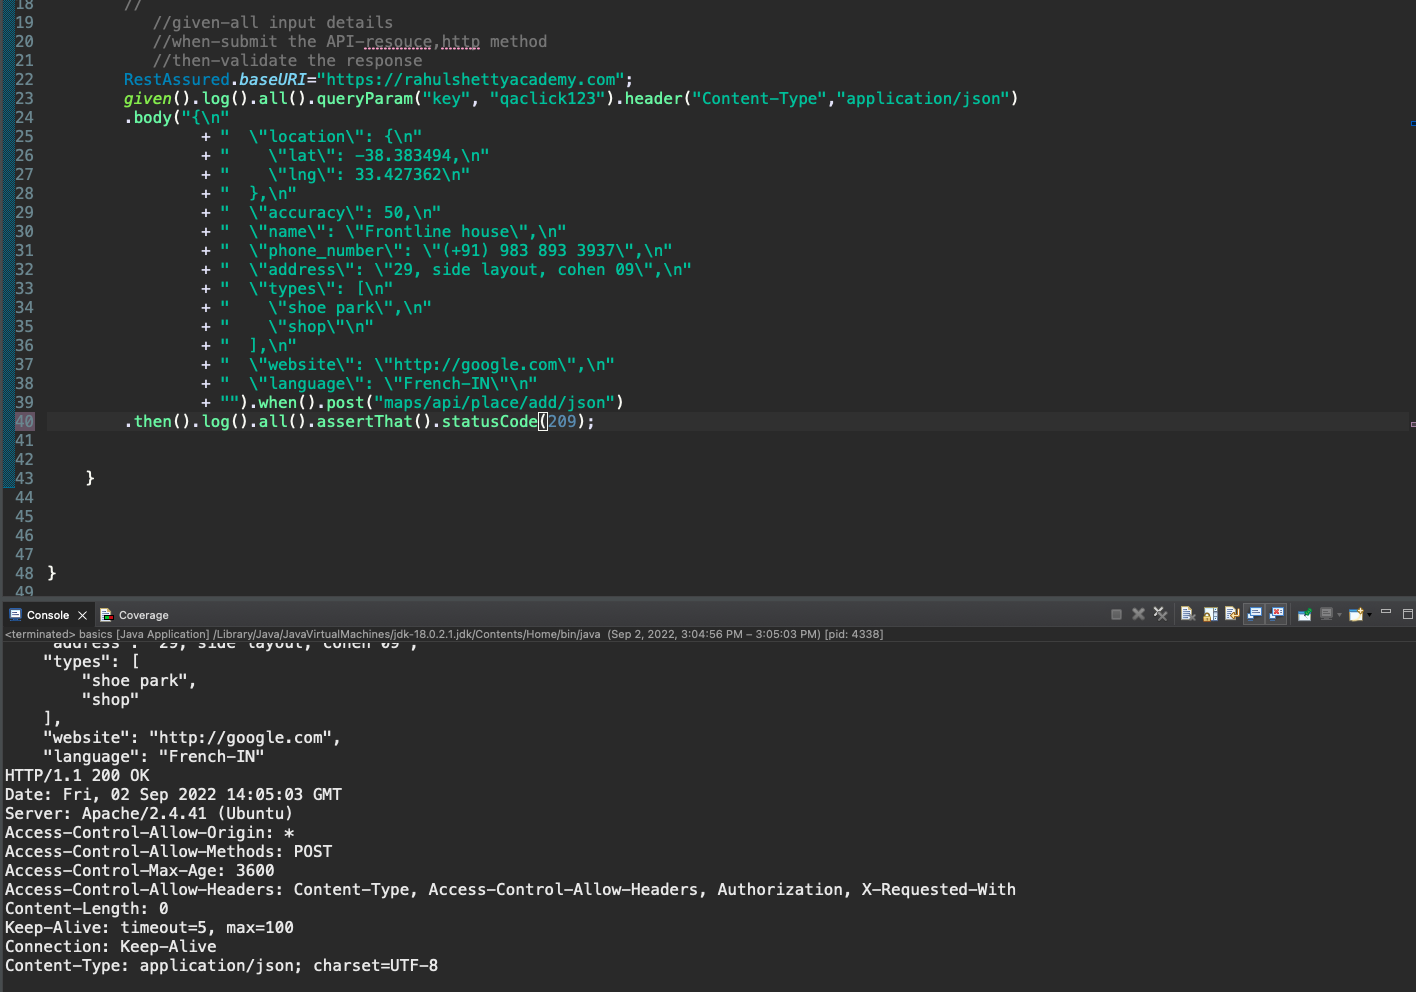 18 //
19 //given-all input details
20 //when-submit the API-resouce,http method
21 //then-validate the response
22 RestAssured.baseURI="https://rahulshettyacademy.com";
23 given().log().all().queryParam("key", "qaclick123").header("Content-Type","application/json")
24 .body("{\n"
25 + "  \"location\": {\n"
26 + "    \"lat\": -38.383494,\n"
27 + "    \"lng\": 33.427362\n"
28 + "  },\n"
29 + "  \"accuracy\": 50,\n"
30 + "  \"name\": \"Frontline house\",\n"
31 + "  \"phone_number\": \"(+91) 983 893 3937\",\n"
32 + "  \"address\": \"29, side layout, cohen 09\",\n"
33 + "  \"types\": [\n"
34 + "    \"shoe park\",\n"
35 + "    \"shop\"\n"
36 + "  ],\n"
37 + "  \"website\": \"http://google.com\",\n"
38 + "  \"language\": \"French-IN\"\n"
39 + "").when().post("maps/api/place/add/json")
40 .then().log().all().assertThat().statusCode(209);
41
42
43 }
44
45
46
47
48 }
49
Console Coverage
<terminated> basics [Java Application] /Library/Java/JavaVirtualMachines/jdk-18.0.2.1.jdk/Contents/Home/bin/java (Sep 2, 2022, 3:04:56 PM – 3:05:03 PM) [pid: 4338]
"address": "29, side layout, cohen 09",
"types": [
"shoe park",
"shop"
],
"website": "http://google.com",
"language": "French-IN"
HTTP/1.1 200 OK
Date: Fri, 02 Sep 2022 14:05:03 GMT
Server: Apache/2.4.41 (Ubuntu)
Access-Control-Allow-Origin: *
Access-Control-Allow-Methods: POST
Access-Control-Max-Age: 3600
Access-Control-Allow-Headers: Content-Type, Access-Control-Allow-Headers, Authorization, X-Requested-With
Content-Length: 0
Keep-Alive: timeout=5, max=100
Connection: Keep-Alive
Content-Type: application/json; charset=UTF-8